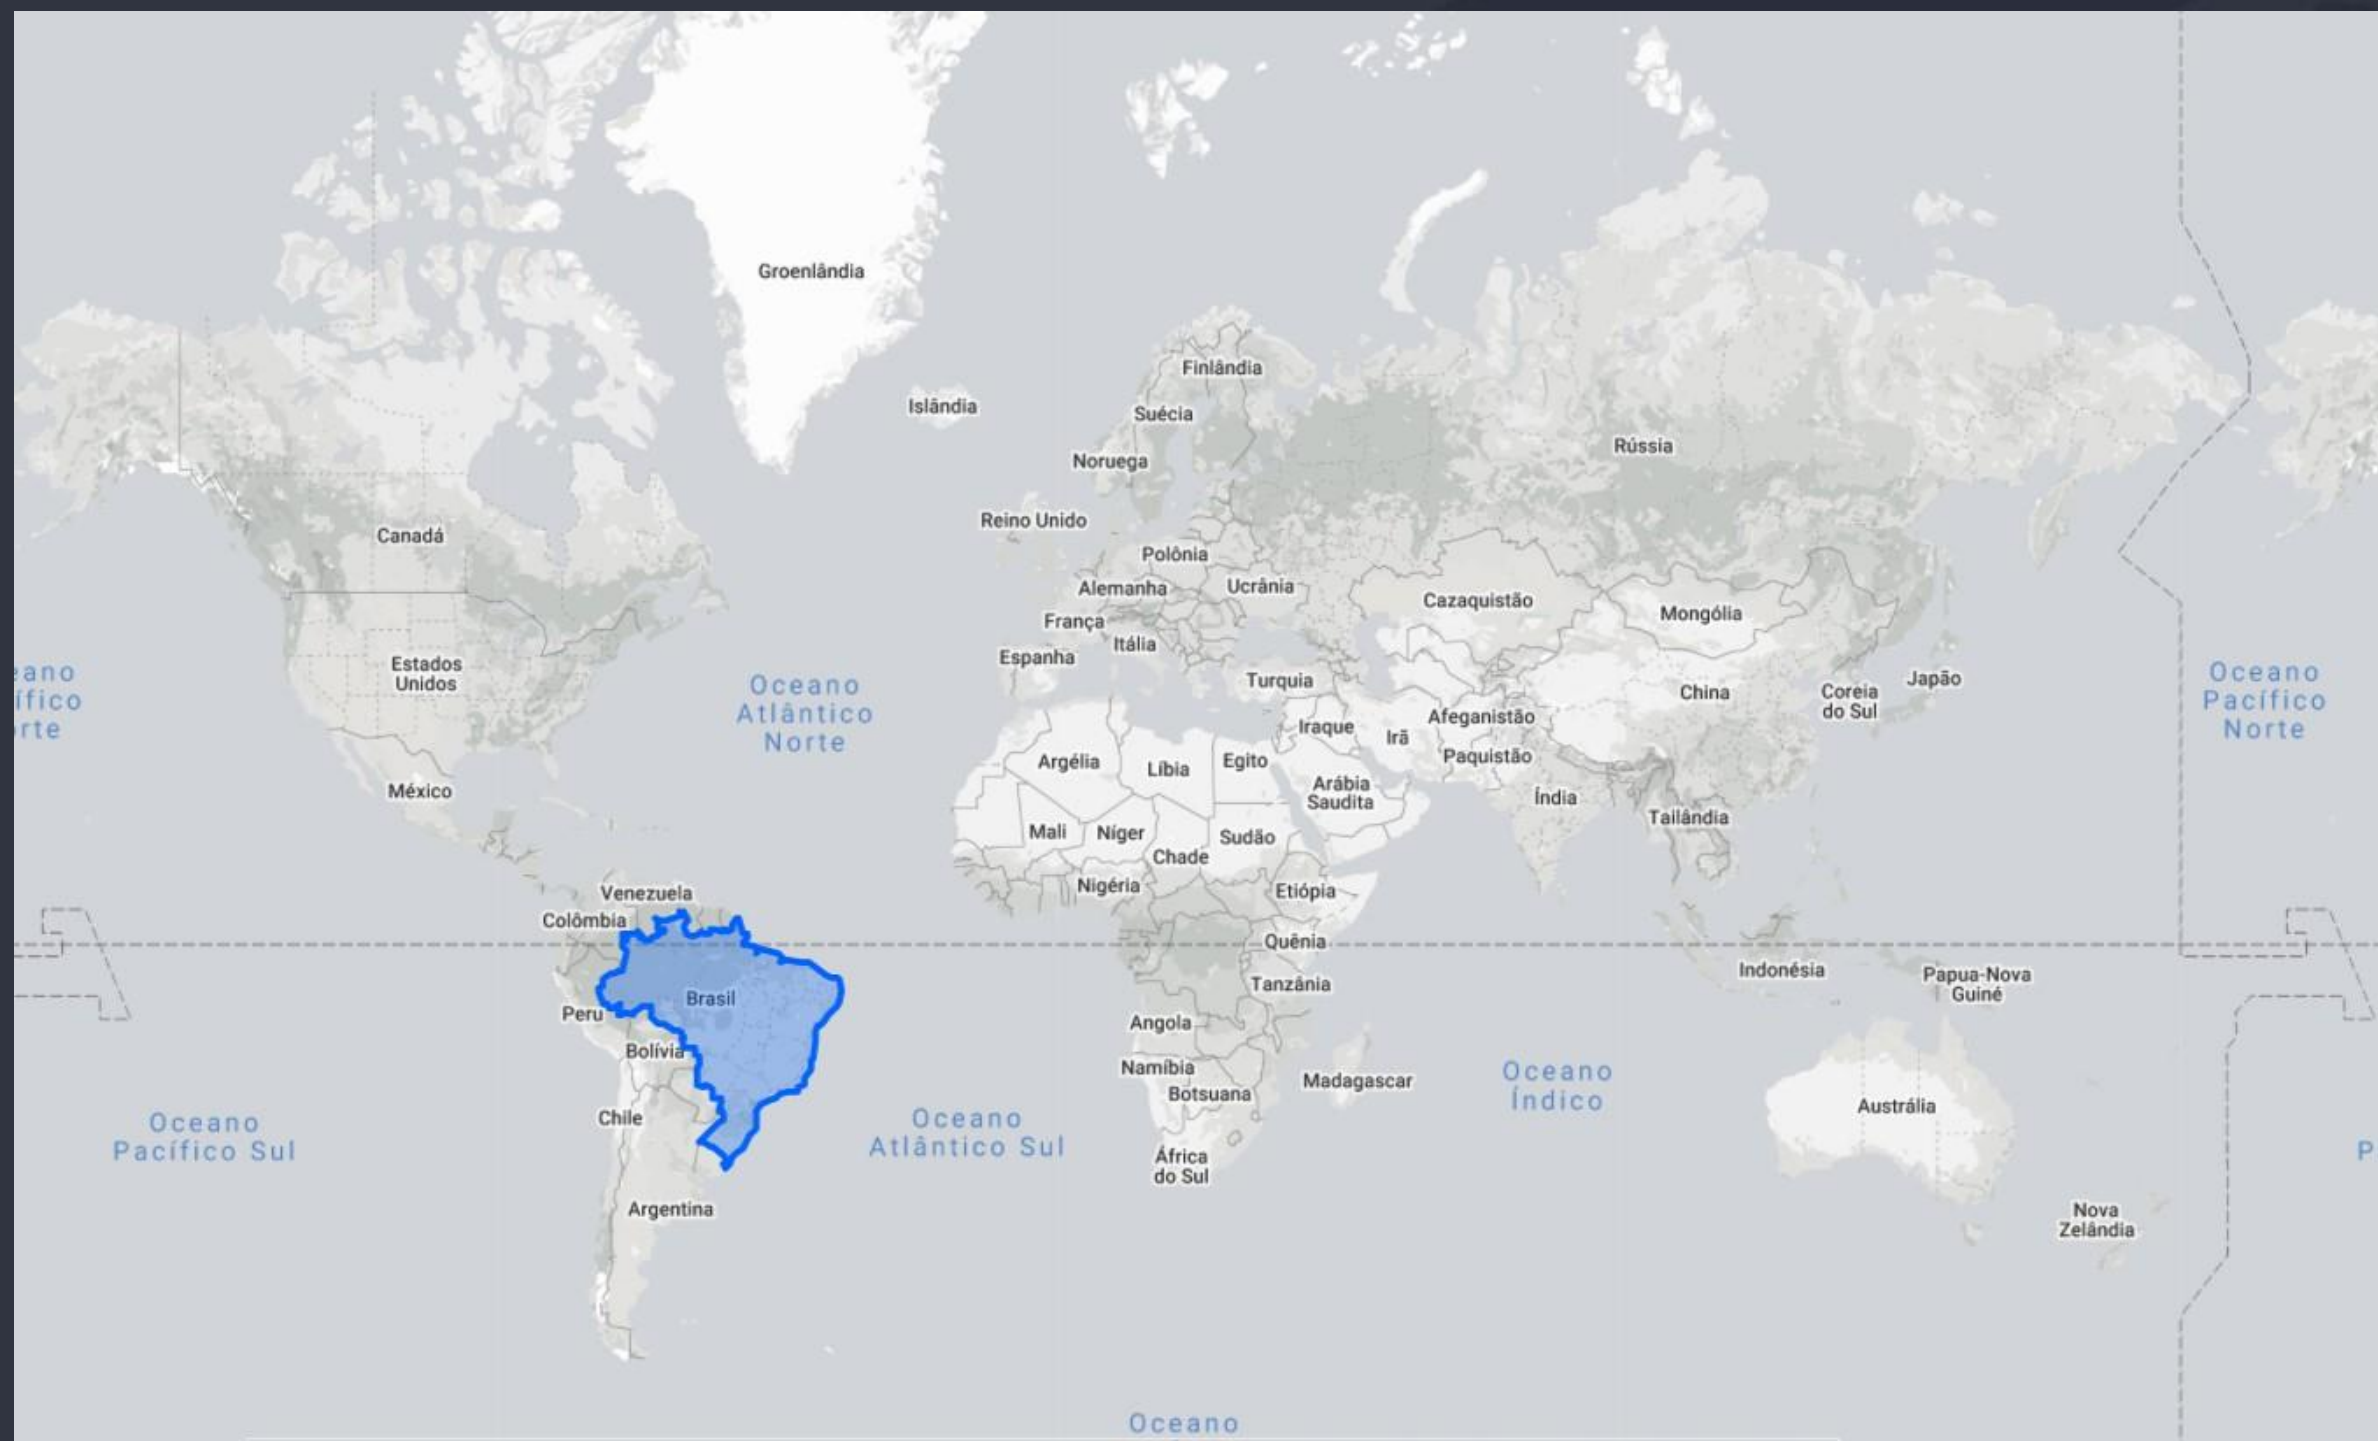 Groenlândia
Islândia
Finlândia
Suécia
Noruega
Rússia
Reino Unido
Polônia
Alemanha
Ucrânia
França
Itália
Espanha
Turquia
Cazaquistão
Mongólia
China
Coreia
do Sul
Japão
Canadá
Estados
Unidos
México
eano
ífico
rte
Oceano
Atlântico
Norte
Oceano
Pacífico
Norte
Iraque
Irã
Afeganistão
Paquistão
Índia
Tailândia
Argélia
Líbia
Egito
Arábia
Saudita
Mali
Níger
Chade
Sudão
Nigéria
Etiópia
Venezuela
Colômbia
Brasil
Peru
Bolívia
Chile
Argentina
Quênia
Tanzânia
Angola
Namíbia
Botsuana
Madagascar
África
do Sul
Indonésia
Papua-Nova
Guiné
Austrália
Nova
Zelândia
Oceano
Pacífico Sul
Oceano
Atlântico Sul
Oceano
Índico
P
Oceano